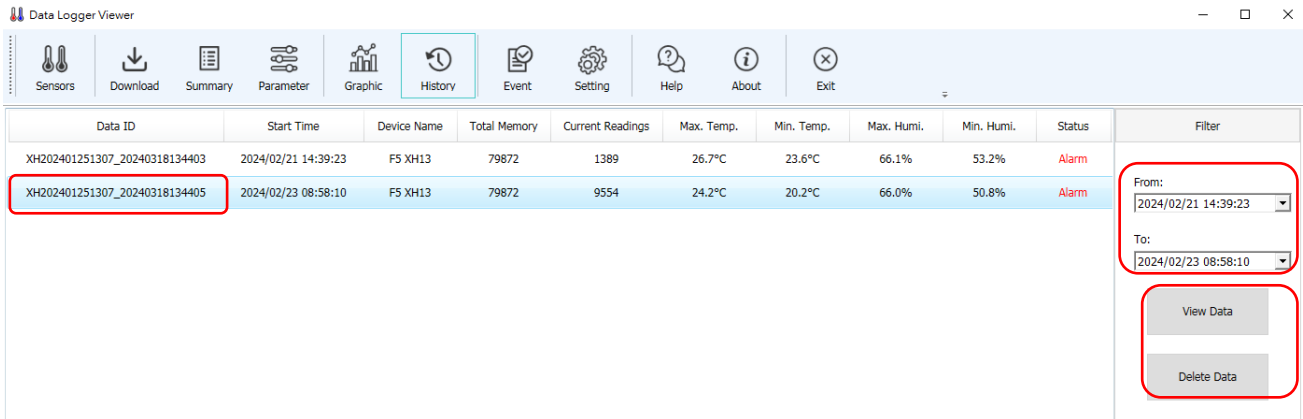 Data Logger Viewer
Sensors Download Summary Parameter Graphic History Event Setting Help About Exit
Data ID Start Time Device Name Total Memory Current Readings Max. Temp. Min. Temp. Max. Humi. Min. Humi. Status Filter
XH202401251307_20240318134403 2024/02/21 14:39:23 F5 XH13 79872 1389 26.7°C 23.6°C 66.1% 53.2% Alarm
XH202401251307_20240318134405 2024/02/23 08:58:10 F5 XH13 79872 9554 24.2°C 20.2°C 66.0% 50.8% Alarm
From:
2024/02/21 14:39:23
To:
2024/02/23 08:58:10
View Data
Delete Data